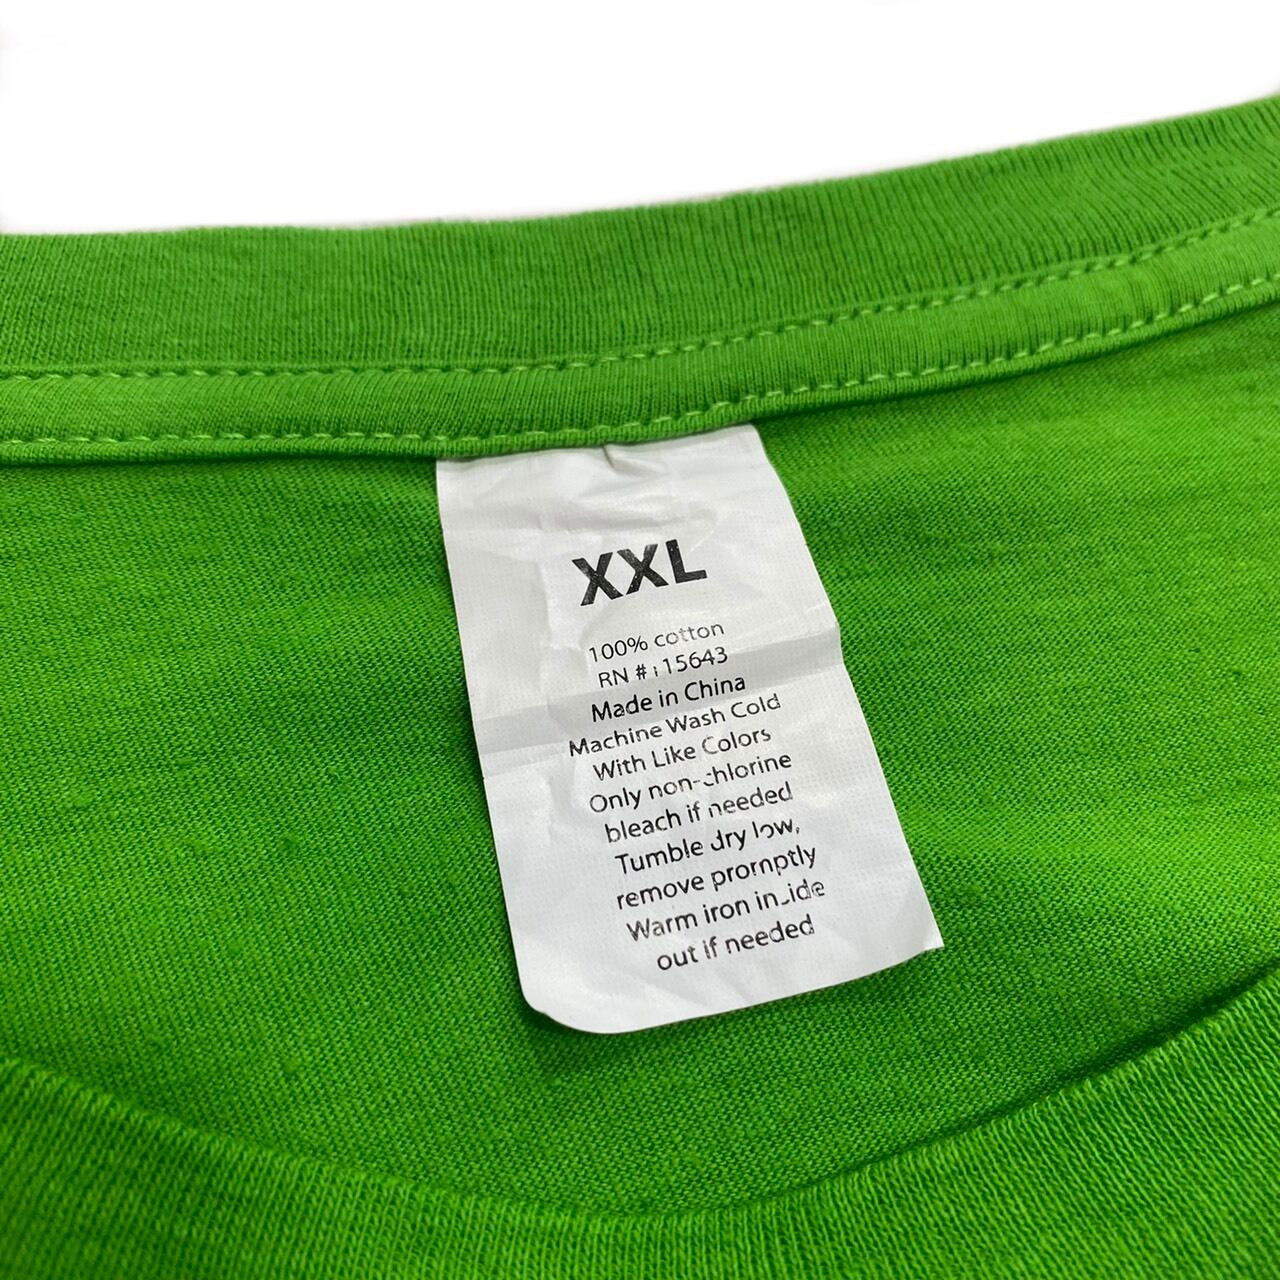 XXL
100% cotton
RN # 115643
Made in China
Machine Wash Cold
With Like Colors
Only non-chlorine
bleach if needed
Tumble dry low,
remove promptly
Warm iron inside
out if needed